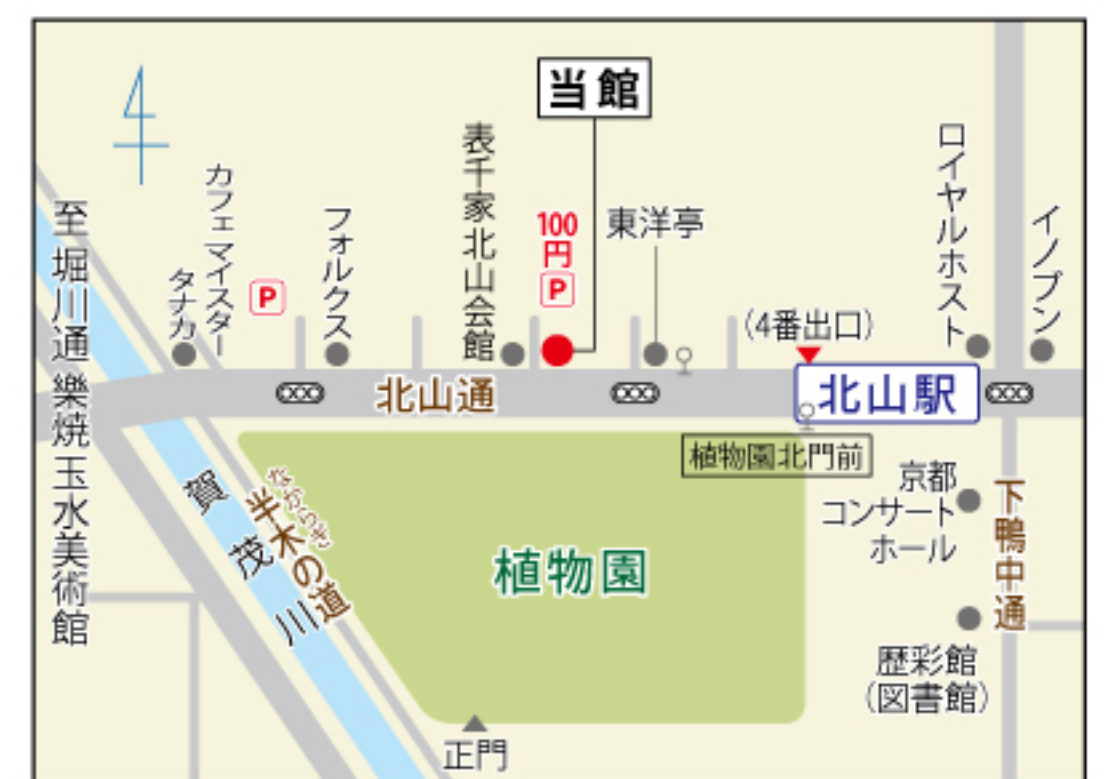 当館
表千家北山会館
ロイヤルホスト
カフェ マイスター
タナカ
至 堀川通 樂焼 玉水美術館
フォルクス
100
円
P
東洋亭
イノブン
P
(4番出口)
北山通
北山駅
植物園北門前
賀茂川
半木の道
なからぎ
植物園
京都
コンサート
ホール
下鴨中通
歴彩館
(図書館)
正門